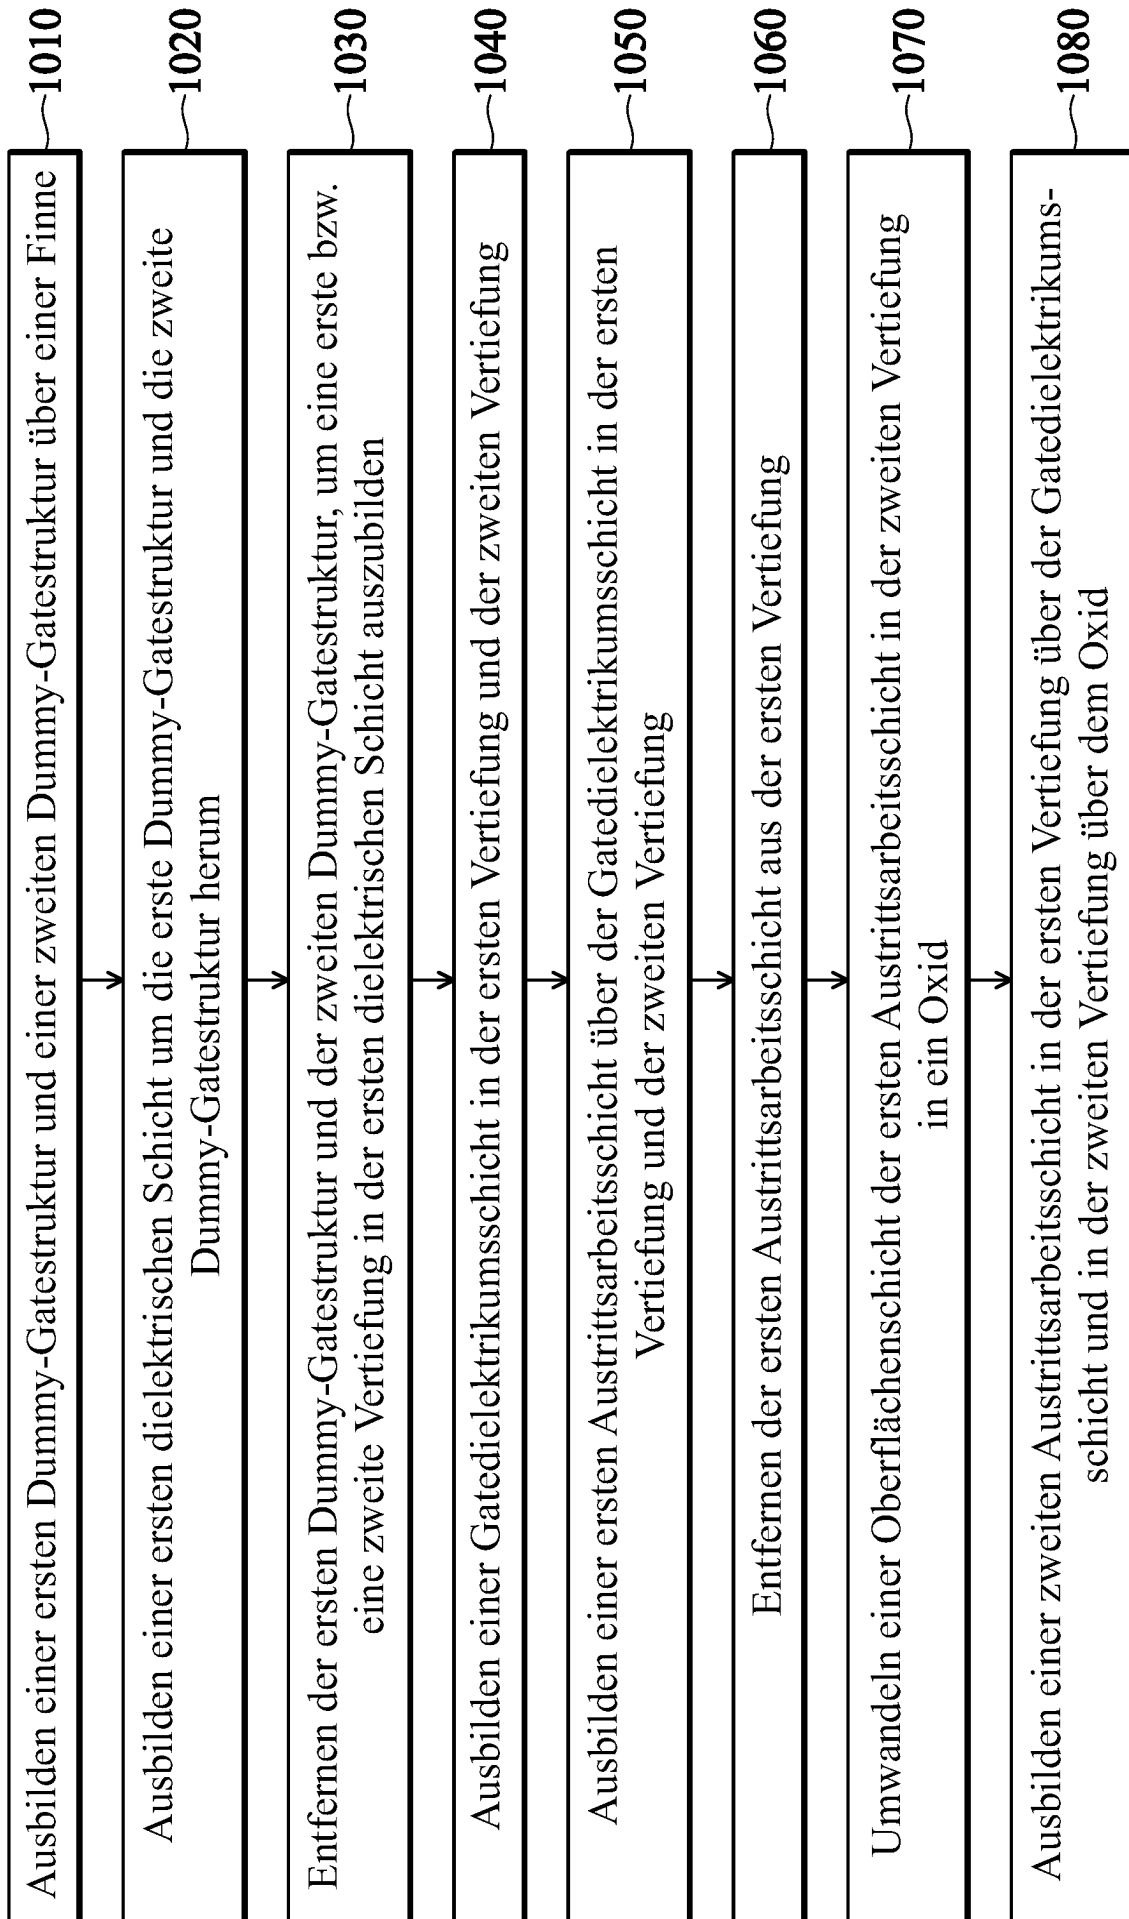 Ausbilden einer ersten Dummy-Gatestruktur und einer zweiten Dummy-Gatestruktur über einer Finne
1010
Ausbilden einer ersten dielektrischen Schicht um die erste Dummy-Gatestruktur und die zweite
Dummy-Gatestruktur herum
1020
Entfernen der ersten Dummy-Gatestruktur und der zweiten Dummy-Gatestruktur, um eine erste bzw.
eine zweite Vertiefung in der ersten dielektrischen Schicht auszubilden
1030
Ausbilden einer Gatedielektrikumsschicht in der ersten Vertiefung und der zweiten Vertiefung
1040
Ausbilden einer ersten Austrittsarbeitsschicht über der Gatedielektrikumsschicht in der ersten
Vertiefung und der zweiten Vertiefung
1050
Entfernen der ersten Austrittsarbeitsschicht aus der ersten Vertiefung
1060
Umwandeln einer Oberflächenschicht der ersten Austrittsarbeitsschicht in der zweiten Vertiefung
in ein Oxid
1070
Ausbilden einer zweiten Austrittsarbeitsschicht in der ersten Vertiefung über der Gatedielektrikums-
schicht und in der zweiten Vertiefung über dem Oxid
1080